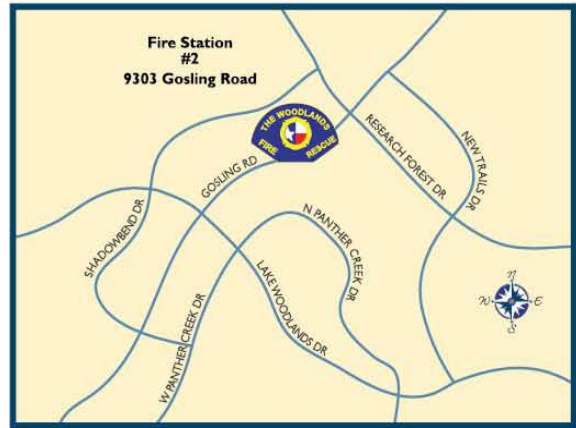 Fire Station
#2
9303 Gosling Road
THE WOODLANDS
FIRE RESCUE
GOSLING RD
RESEARCH FOREST DR
NEW TRAILS DR
SHADOWBEND DR
N PANTHER CREEK DR
LAKE WOODLANDS DR
W PANTHER CREEK DR
N
W E
S